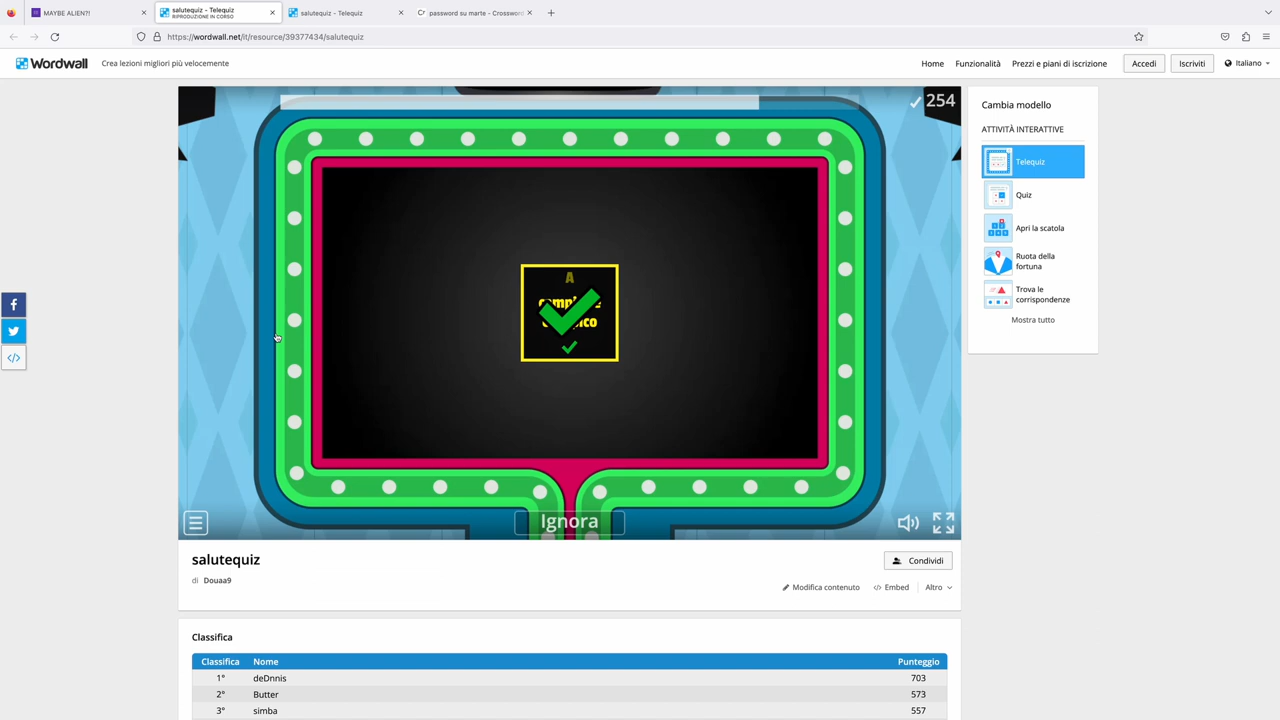 MAYBE ALIEN?!
salutequiz - Telequiz
RIPRODUZIONE IN CORSO
salutequiz - Telequiz
password su marte - Crossword
https://wordwall.net/it/resource/39377434/salutequiz
Wordwall
Crea lezioni migliori più velocemente
Home
Funzionalità
Prezzi e piani di iscrizione
Accedi
Iscriviti
Italiano
254
A
Ignora
Cambia modello
ATTIVITÀ INTERATTIVE
Telequiz
Quiz
Apri la scatola
Ruota della
fortuna
Trova le
corrispondenze
Mostra tutto
salutequiz
di Douaa9
Condividi
Modifica contenuto
Embed
Altro
Classifica
Classifica Nome Punteggio
1° deDnnis 703
2° Butter 573
3° simba 557